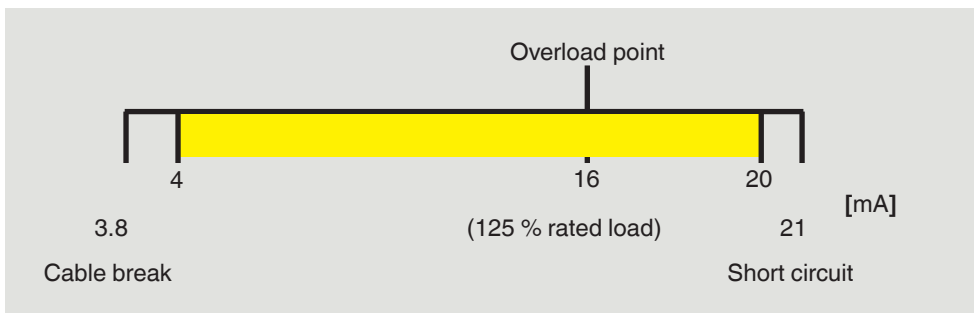 Overload point
4 16 20
[mA]
3.8 (125 % rated load) 21
Cable break Short circuit